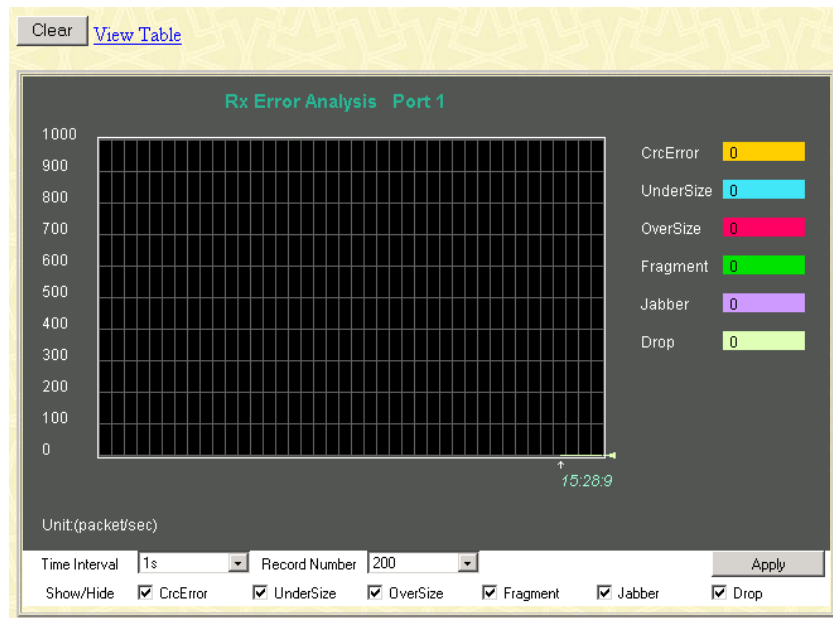 Clear View Table
Rx Error Analysis Port 1
1000
900
800
700
600
500
400
300
200
100
0
CrcError 0
UnderSize 0
OverSize 0
Fragment 0
Jabber 0
Drop 0
15:28:9
Unit:(packet/sec)
Time Interval 1s Record Number 200 Apply
Show/Hide CrcError UnderSize OverSize Fragment Jabber Drop